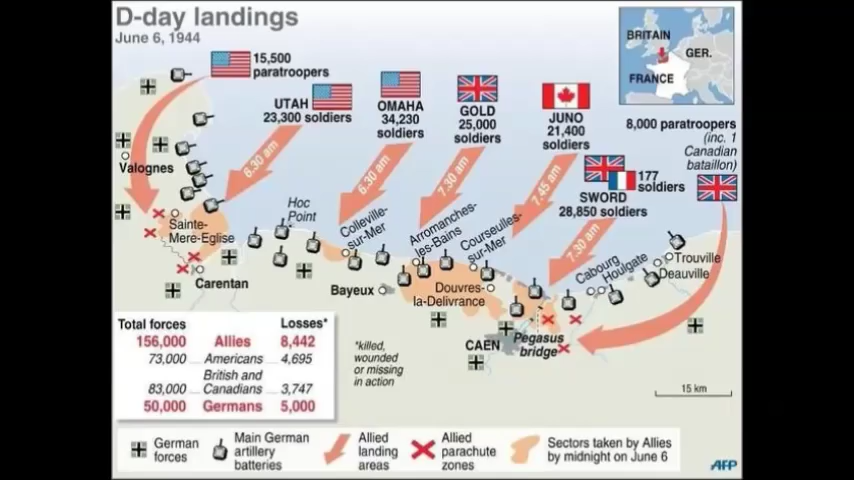 D-day landings
June 6, 1944
15,500
paratroopers
UTAH
23,300 soldiers
OMAHA
34,230
soldiers
GOLD
25,000
soldiers
JUNO
21,400
soldiers
BRITAIN
GER.
FRANCE
8,000 paratroopers
(inc. 1
Canadian
bataillon)
177
soldiers
SWORD
28,850 soldiers
6.30 am
6.30 am
7.30 am
7.45 am
7.30 am
Valognes
Sainte-
Mere-Eglise
Carentan
Hoc
Point
Colleville-
sur-Mer
Arromanches-
les-Bains
Courseulles-
sur-Mer
Bayeux
Douvres-
la-Delivrance
Cabourg
Houlgate
Trouville
Deauville
CAEN
Pegasus
bridge
15 km
Total forces Losses*
156,000 Allies 8,442
73,000 Americans 4,695
British and
83,000 Canadians 3,747
50,000 Germans 5,000
*killed,
wounded
or missing
in action
German
forces
Main German
artillery
batteries
Allied
landing
areas
Allied
parachute
zones
Sectors taken by Allies
by midnight on June 6
AFP